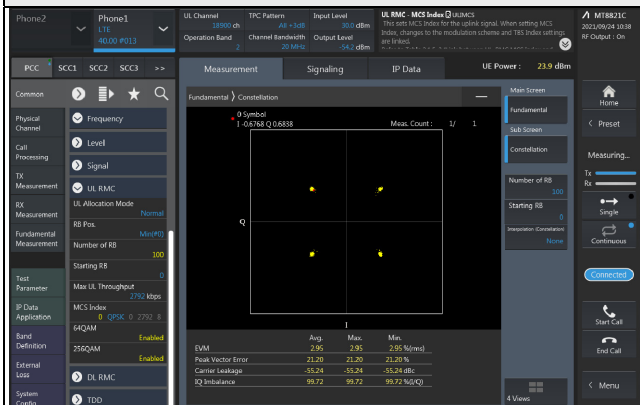 Phone2
Phone1
LTE
40.00 #013
UL Channel
18900 ch
TPC Pattern
All +3dB
Input Level
30.0 dBm
Operation Band
2
Channel Bandwidth
20 MHz
Output Level
-54.2 dBm
UL RMC - MCS Index ULIMCS
This sets MCS Index for the uplink signal. When setting MCS
Index, changes to the modulation scheme and TBS Index settings
are linked.
MT8821C
2021/09/24 10:38
RF Output : On
PCC
SCC1
SCC2
SCC3
>>
Measurement
Signaling
IP Data
UE Power : 23.9 dBm
Common
Physical
Channel
Call
Processing
TX
Measurement
RX
Measurement
Fundamental
Measurement
Test
Parameter
IP Data
Application
Band
Definition
External
Loss
System
Config
Frequency
Level
Signal
UL RMC
UL Allocation Mode
Normal
RB Pos.
Min(#0)
Number of RB
100
Starting RB
0
Max UL Throughput
2792 kbps
MCS Index
0 QPSK 0 2792 8
64QAM
Enabled
256QAM
Enabled
DL RMC
TDD
Fundamental Constellation
0 Symbol
I -0.6768 Q 0.6838
Meas. Count : 1/ 1
Q
I
Avg. Max. Min.
EVM 2.95 2.95 2.95 %(rms)
Peak Vector Error 21.20 21.20 21.20 %
Carrier Leakage -55.24 -55.24 -55.24 dBc
IQ Imbalance 99.72 99.72 99.72 %(I/Q)
Main Screen
Fundamental
Sub Screen
Constellation
Number of RB
100
Starting RB
0
Interpolation (Constellation)
None
4 Views
Home
< Preset
Measuring...
Tx
Rx
Single
Continuous
Connected
Start Call
End Call
< Menu